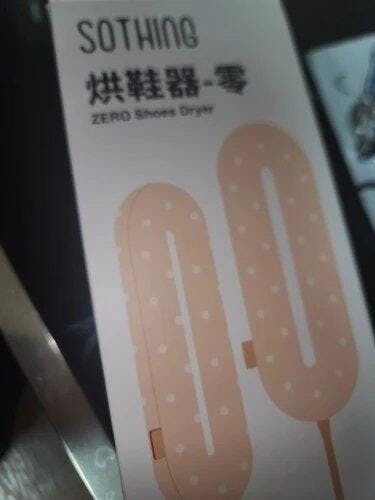 SOTHING
烘鞋器-零
ZERO Shoes Dryer